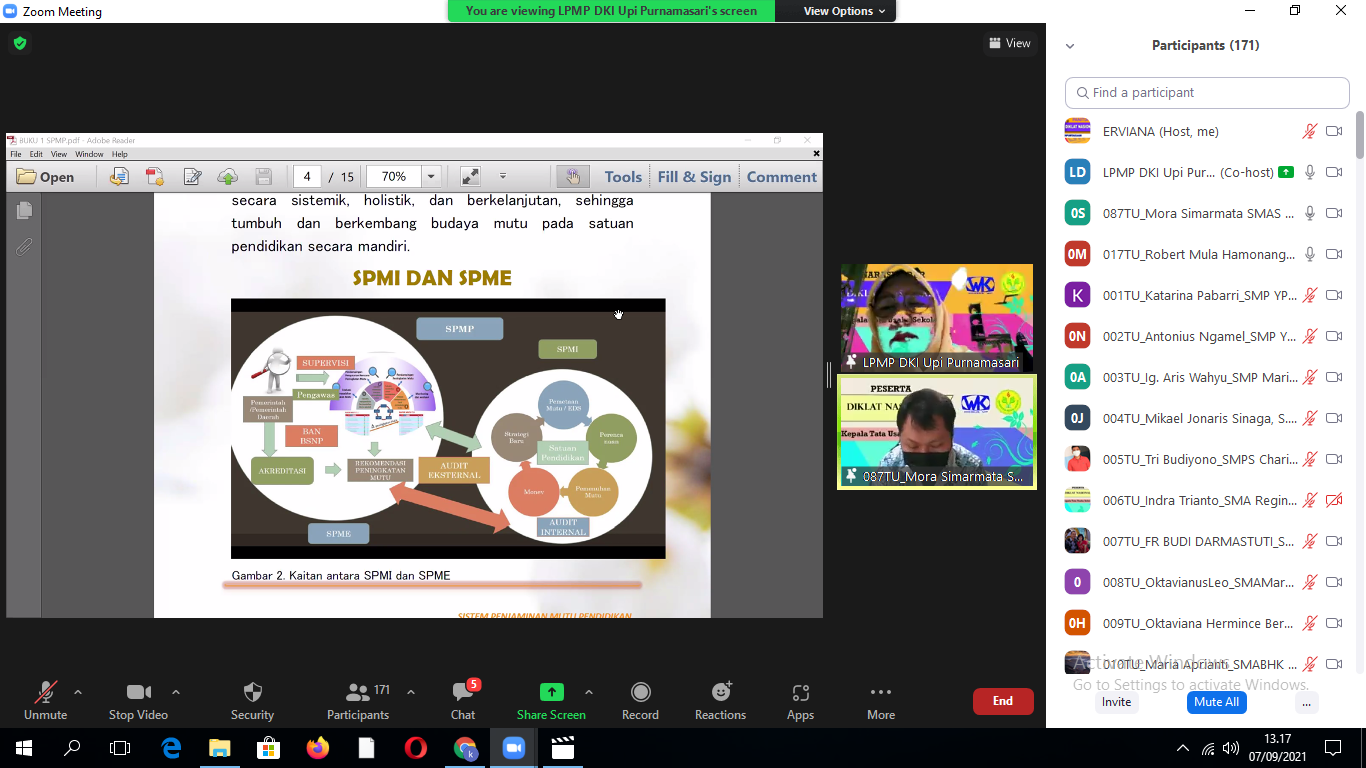 Zoom Meeting
You are viewing LPMP DKI Upi Purnamasari's screen
View Options
View
BUKU 1 SPMP.pdf - Adobe Reader
File Edit View Window Help
Open
4 / 15
70%
Tools
Fill & Sign
Comment
secara sistemik, holistik, dan berkelanjutan, sehingga
tumbuh dan berkembang budaya mutu pada satuan
pendidikan secara mandiri.
SPMI DAN SPME
SPMP
SPMI
SUPERVISI
Pengawas
Pemerintah
/Pemerintah
Daerah
BAN
BSNP
AKREDITASI
REKOMENDASI
PENINGKATAN
MUTU
AUDIT
EKSTERNAL
SPME
Pemetaan
Mutu / EDS
Strategi
Baru
Satuan
Pendidikan
Monev
Pemenuhan
Mutu
AUDIT
INTERNAL
Gambar 2. Kaitan antara SPMI dan SPME
SISTEM PENJAMINAN MUTU PENDIDIKAN
LPMP DKI Upi Purnamasari
PESERTA
087TU_Mora Simarmata S...
Participants (171)
Find a participant
ERVIANA (Host, me)
LD
LPMP DKI Upi Pur... (Co-host)
0S
087TU_Mora Simarmata SMAS ...
0M
017TU_Robert Mula Hamonang...
K
001TU_Katarina Pabarri_SMP YP...
0N
002TU_Antonius Ngamel_SMP Y...
0A
003TU_Ig. Aris Wahyu_SMP Mari...
0J
004TU_Mikael Jonaris Sinaga, S....
005TU_Tri Budiyono_SMPS Chari...
006TU_Indra Trianto_SMA Regin...
007TU_FR BUDI DARMASTUTI_S...
0
008TU_OktavianusLeo_SMAMar...
0H
009TU_Oktaviana Hermince Ber...
010TU_Maria Aprianti_SMABHK ...
Activate Windows
Go to Settings to activate Windows.
Invite
Mute All
...
Unmute
Stop Video
Security
171
Participants
5
Chat
Share Screen
Record
Reactions
Apps
More
End
13.17
07/09/2021